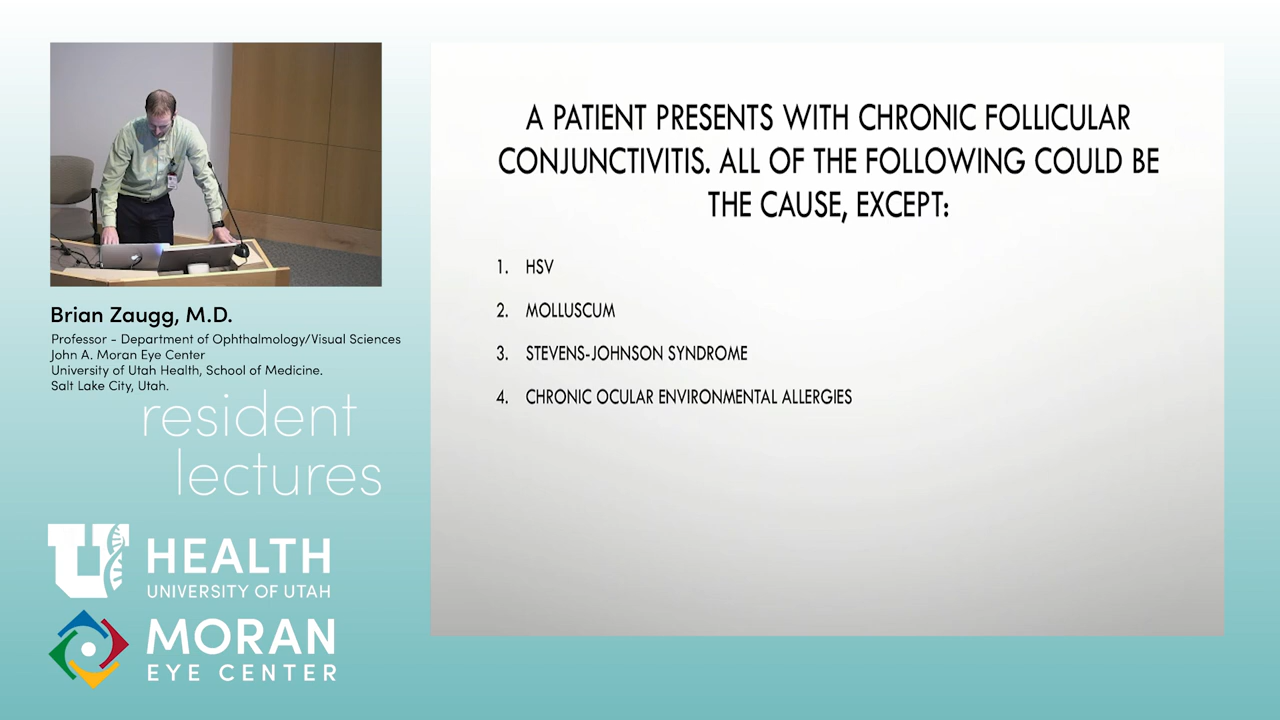 Brian Zaugg, M.D.
Professor - Department of Ophthalmology/Visual Sciences
John A. Moran Eye Center
University of Utah Health, School of Medicine.
Salt Lake City, Utah.
resident
lectures
U HEALTH
UNIVERSITY OF UTAH
MORAN
EYE CENTER
A PATIENT PRESENTS WITH CHRONIC FOLLICULAR
CONJUNCTIVITIS. ALL OF THE FOLLOWING COULD BE
THE CAUSE, EXCEPT:
1. HSV
2. MOLLUSCUM
3. STEVENS-JOHNSON SYNDROME
4. CHRONIC OCULAR ENVIRONMENTAL ALLERGIES